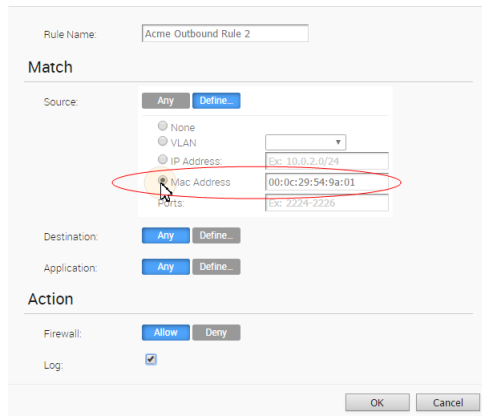 Rule Name: Acme Outbound Rule 2
Match
Source: Any Define...
None
VLAN
IP Address: Ex: 10.0.2.0/24
Mac Address 00:0c:29:54:9a:01
Ports: Ex: 2224-2226
Destination: Any Define...
Application: Any Define...
Action
Firewall: Allow Deny
Log:
OK Cancel